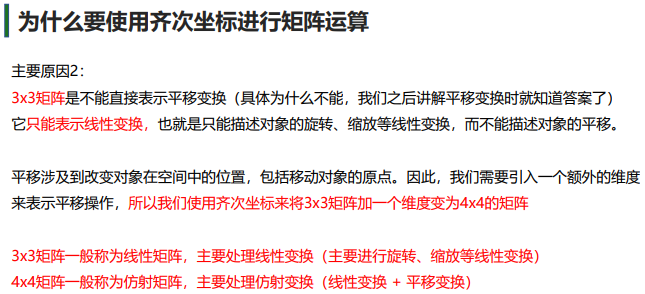 为什么要使用齐次坐标进行矩阵运算
主要原因2：
3x3矩阵是不能直接表示平移变换（具体为什么不能，我们之后讲解平移变换时就知道答案了）
它只能表示线性变换，也就是只能描述对象的旋转、缩放等线性变换，而不能描述对象的平移。
平移涉及到改变对象在空间中的位置，包括移动对象的原点。因此，我们需要引入一个额外的维度
来表示平移操作，所以我们使用齐次坐标来将3x3矩阵加一个维度变为4x4的矩阵
3x3矩阵一般称为线性矩阵，主要处理线性变换（主要进行旋转、缩放等线性变换）
4x4矩阵一般称为仿射矩阵，主要处理仿射变换（线性变换 + 平移变换）